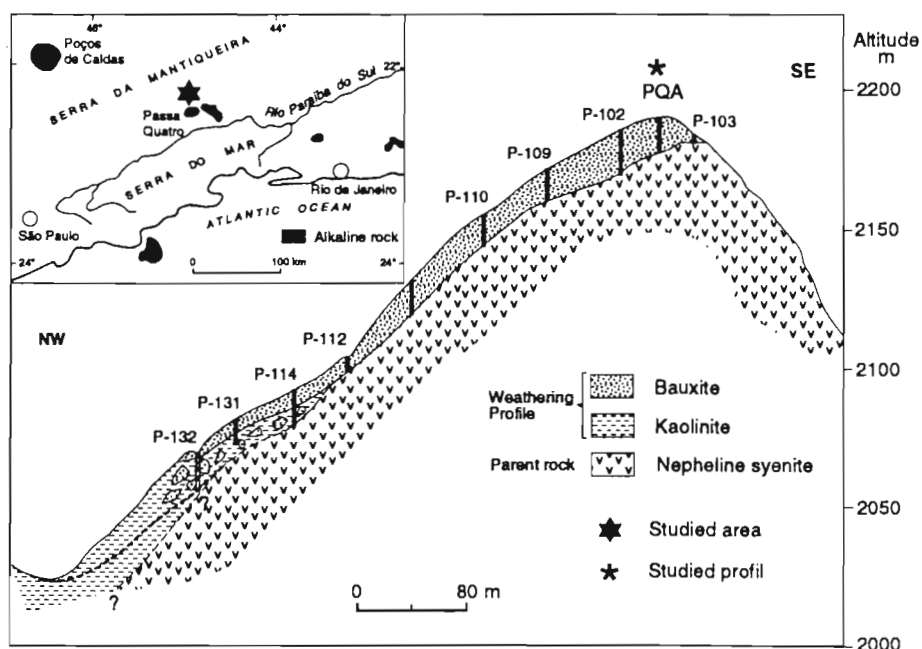 46°
44°
Poços
de Caldas
SERRA DA MANTIQUEIRA
Rio Paraíba do Sul
22°
Passa
Quatro
SERRA DO MAR
Rio de Janeiro
ATLANTIC OCEAN
São Paulo
Alkaline rock
24°
0 100 km
24°
Altitude
m
SE
2200
PQA
P-102
P-103
P-109
P-110
2150
NW
P-112
2100
P-114
P-131
P-132
Weathering
Profile
Bauxite
Kaolinite
Parent rock
Nepheline syenite
2050
Studied area
Studied profil
0 80 m
?
2000